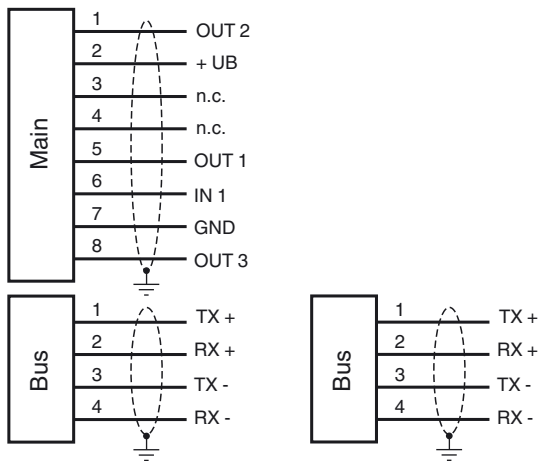 Main
1 OUT 2
2 + UB
3 n.c.
4 n.c.
5 OUT 1
6 IN 1
7 GND
8 OUT 3
Bus
1 TX +
2 RX +
3 TX -
4 RX -
Bus
1 TX +
2 RX +
3 TX -
4 RX -